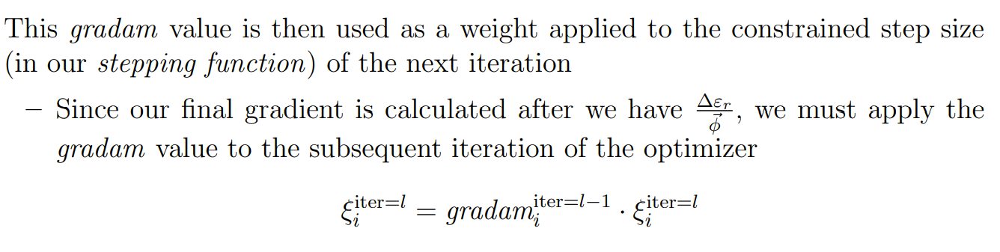 This gradam value is then used as a weight applied to the constrained step size
(in our stepping function) of the next iteration
– Since our final gradient is calculated after we have $\frac{\Delta\varepsilon_r}{\vec{\phi}}$, we must apply the
gradam value to the subsequent iteration of the optimizer
$\xi_i^{\text{iter}=l} = gradam_i^{\text{iter}=l-1} \cdot \xi_i^{\text{iter}=l}$